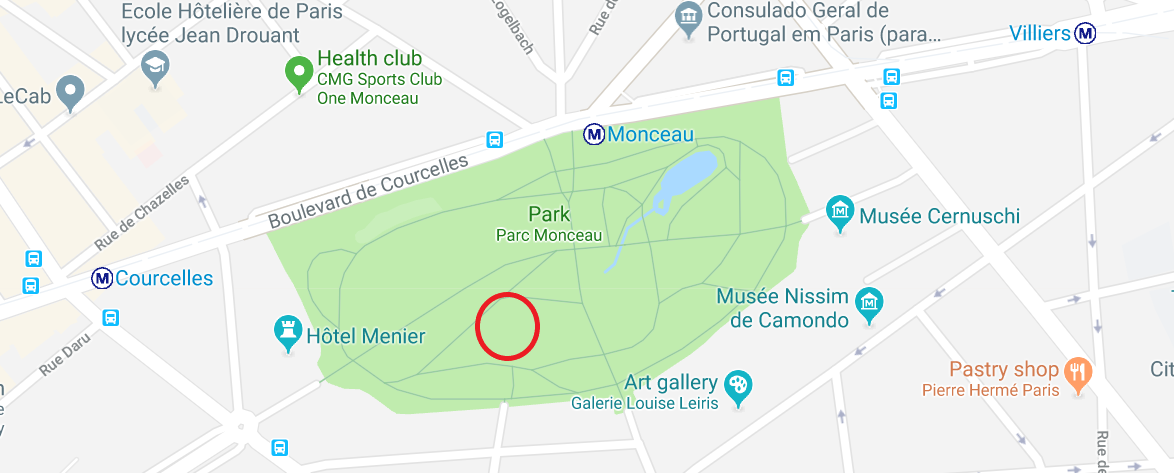 Ecole Hôtelière de Paris
lycée Jean Drouant
Logelbach
Rue de
Consulado Geral de
Portugal em Paris (para...
Villiers M
Health club
CMG Sports Club
One Monceau
LeCab
M Monceau
Boulevard de Courcelles
Rue de Chazelles
Park
Parc Monceau
M Musée Cernuschi
M Courcelles
Musée Nissim
de Camondo M
Hôtel Menier
Rue Daru
Art gallery
Galerie Louise Leiris
Pastry shop
Pierre Hermé Paris
Cit
Rue de